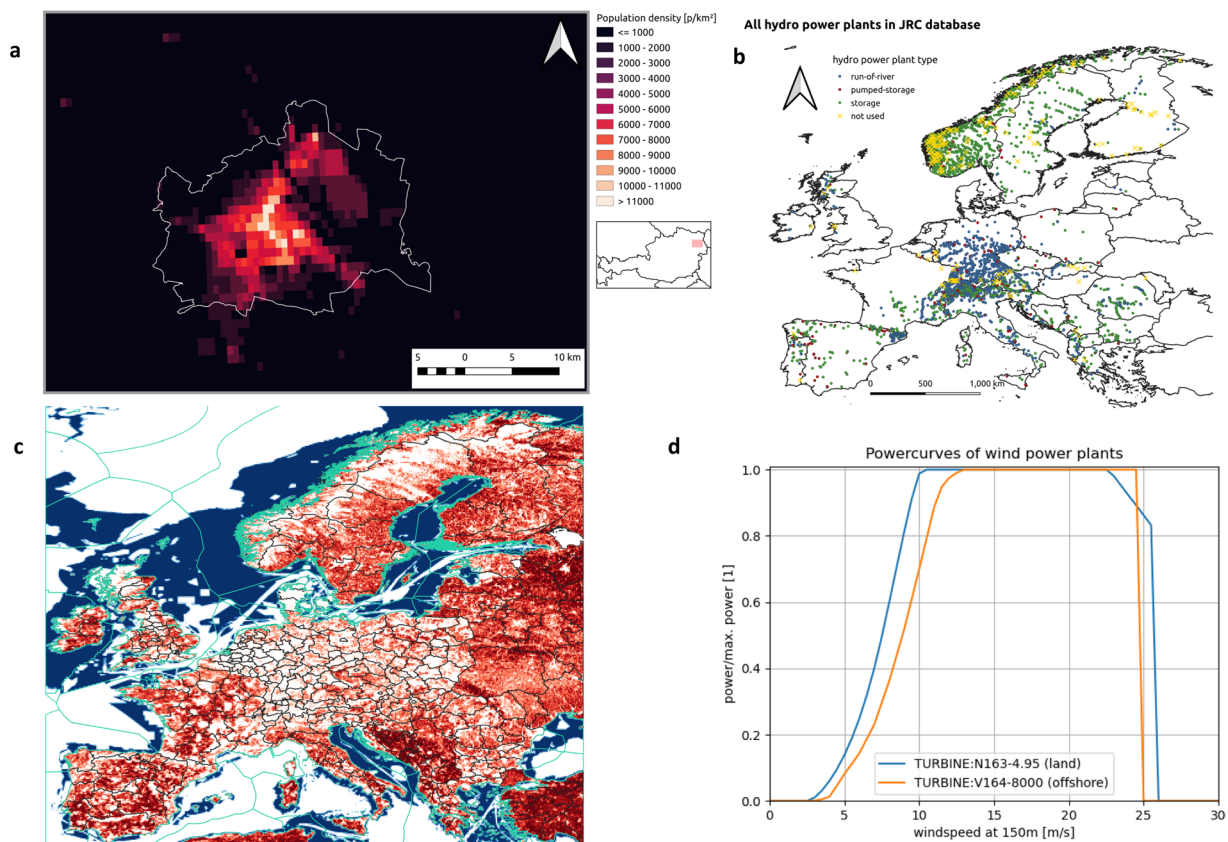 a
Population density [p/km²]
<= 1000
1000 - 2000
2000 - 3000
3000 - 4000
4000 - 5000
5000 - 6000
6000 - 7000
7000 - 8000
8000 - 9000
9000 - 10000
10000 - 11000
> 11000
5 0 5 10 km
All hydro power plants in JRC database
b
hydro power plant type
run-of-river
pumped-storage
storage
not used
0 500 1,000 km
c
d
Powercurves of wind power plants
power/max. power [1]
1.0
0.8
0.6
0.4
0.2
0.0
TURBINE:N163-4.95 (land)
TURBINE:V164-8000 (offshore)
0 5 10 15 20 25 30
windspeed at 150m [m/s]